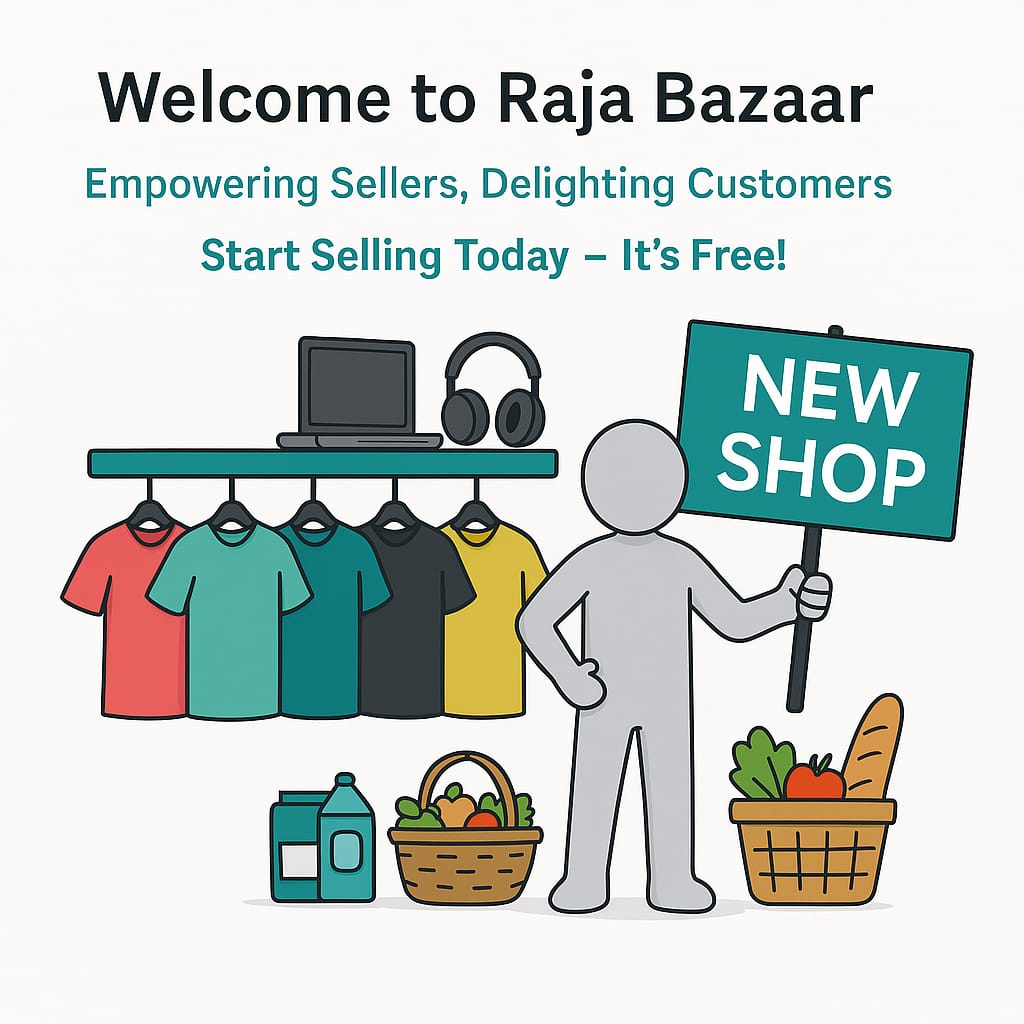 Welcome to Raja Bazaar
Empowering Sellers, Delighting Customers
Start Selling Today – It’s Free!
NEW
SHOP